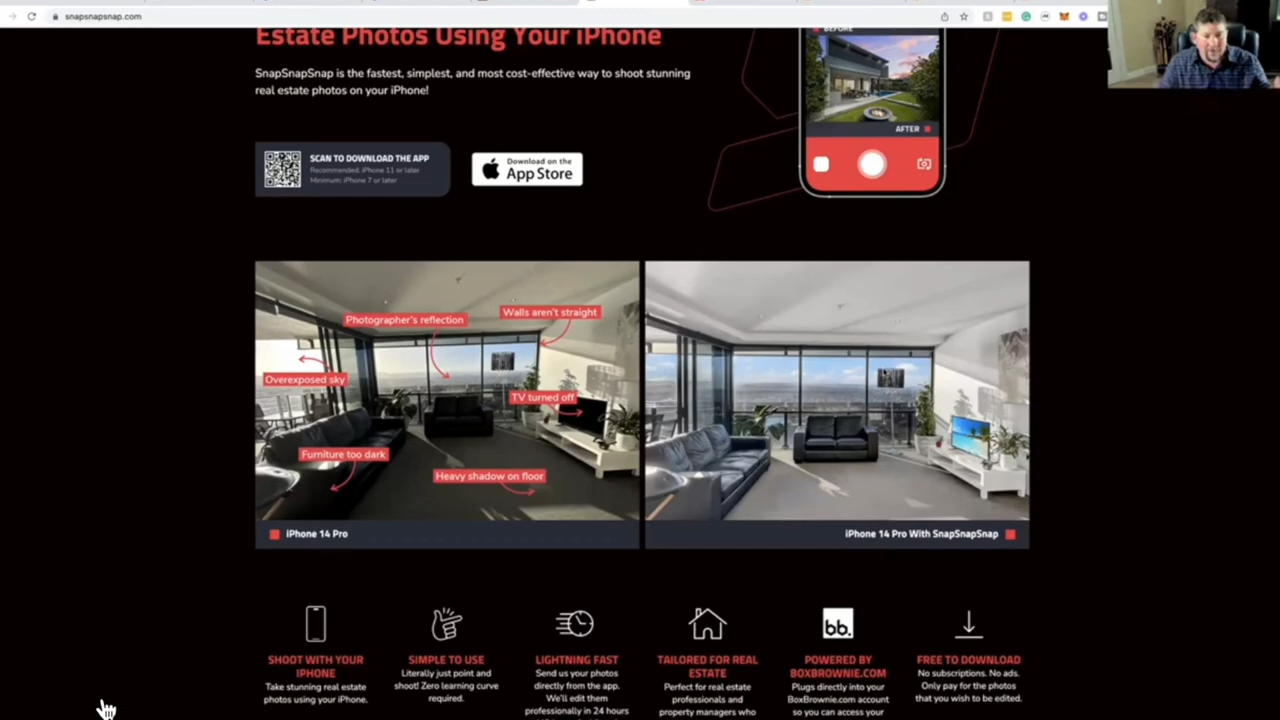 snapsnapsnap.com
Estate Photos Using Your iPhone
BEFORE
SnapSnapSnap is the fastest, simplest, and most cost-effective way to shoot stunning
real estate photos on your iPhone!
AFTER
SCAN TO DOWNLOAD THE APP
Recommended: iPhone 11 or later
Minimum: iPhone 7 or later
Download on the
App Store
Photographer's reflection
Walls aren't straight
Overexposed sky
TV turned off
Furniture too dark
Heavy shadow on floor
iPhone 14 Pro
iPhone 14 Pro With SnapSnapSnap
SHOOT WITH YOUR
IPHONE
Take stunning real estate
photos using your iPhone.
SIMPLE TO USE
Literally just point and
shoot! Zero learning curve
required.
LIGHTNING FAST
Send us your photos
directly from the app.
We'll edit them
professionally in 24 hours
TAILORED FOR REAL
ESTATE
Perfect for real estate
professionals and
property managers who
bb.
POWERED BY
BOXBROWNIE.COM
Plugs directly into your
BoxBrownie.com account
so you can access your
FREE TO DOWNLOAD
No subscriptions. No ads.
Only pay for the photos
that you wish to be edited.